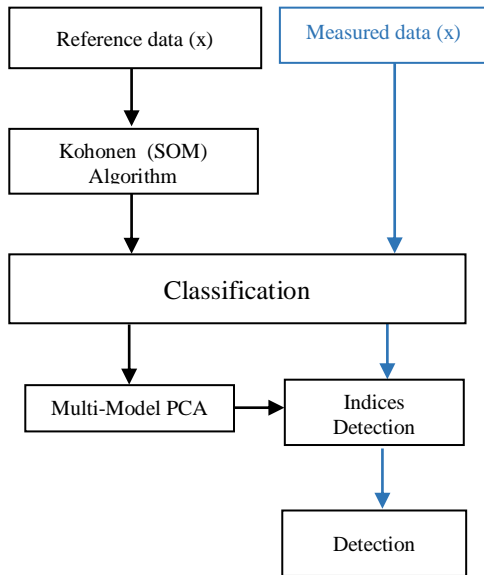 Reference data (x)
Measured data (x)
Kohonen (SOM)
Algorithm
Classification
Multi-Model PCA
Indices
Detection
Detection